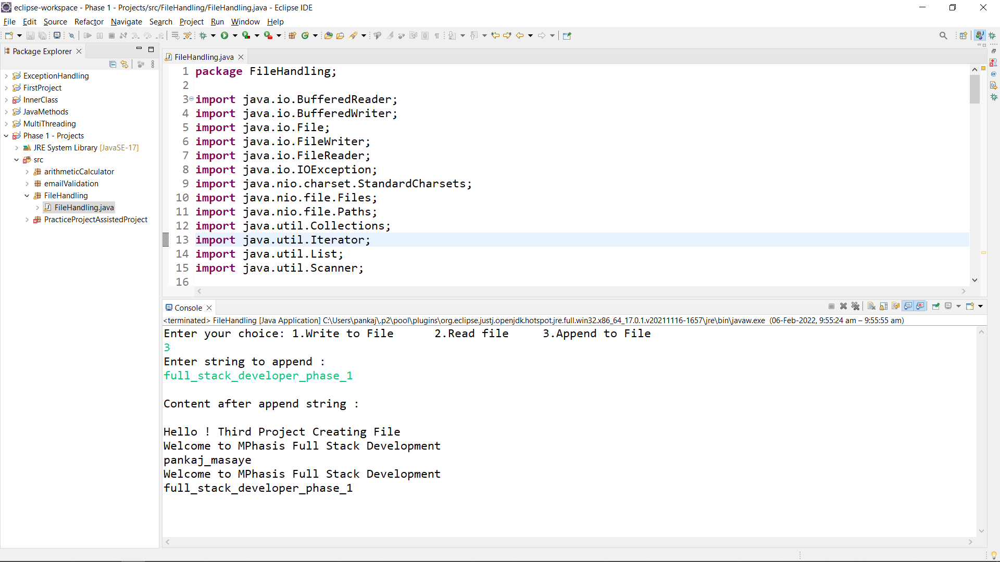 eclipse-workspace - Phase 1 - Projects/src/FileHandling/FileHandling.java - Eclipse IDE
File Edit Source Refactor Navigate Search Project Run Window Help
Package Explorer
ExceptionHandling
FirstProject
InnerClass
JavaMethods
MultiThreading
Phase 1 - Projects
JRE System Library [JavaSE-17]
src
arithmeticCalculator
emailValidation
FileHandling
FileHandling.java
PracticeProjectAssistedProject
FileHandling.java
1 package FileHandling;
2
3 import java.io.BufferedReader;
4 import java.io.BufferedWriter;
5 import java.io.File;
6 import java.io.FileWriter;
7 import java.io.FileReader;
8 import java.io.IOException;
9 import java.nio.charset.StandardCharsets;
10 import java.nio.file.Files;
11 import java.nio.file.Paths;
12 import java.util.Collections;
13 import java.util.Iterator;
14 import java.util.List;
15 import java.util.Scanner;
16
Console
<terminated> FileHandling [Java Application] C:\Users\pankaj\.p2\pool\plugins\org.eclipse.justj.openjdk.hotspot.jre.full.win32.x86_64_17.0.1.v20211116-1657\jre\bin\javaw.exe (06-Feb-2022, 9:55:24 am – 9:55:55 am)
Enter your choice: 1.Write to File 2.Read file 3.Append to File
3
Enter string to append :
full_stack_developer_phase_1
Content after append string :
Hello ! Third Project Creating File
Welcome to MPhasis Full Stack Development
pankaj_masaye
Welcome to MPhasis Full Stack Development
full_stack_developer_phase_1